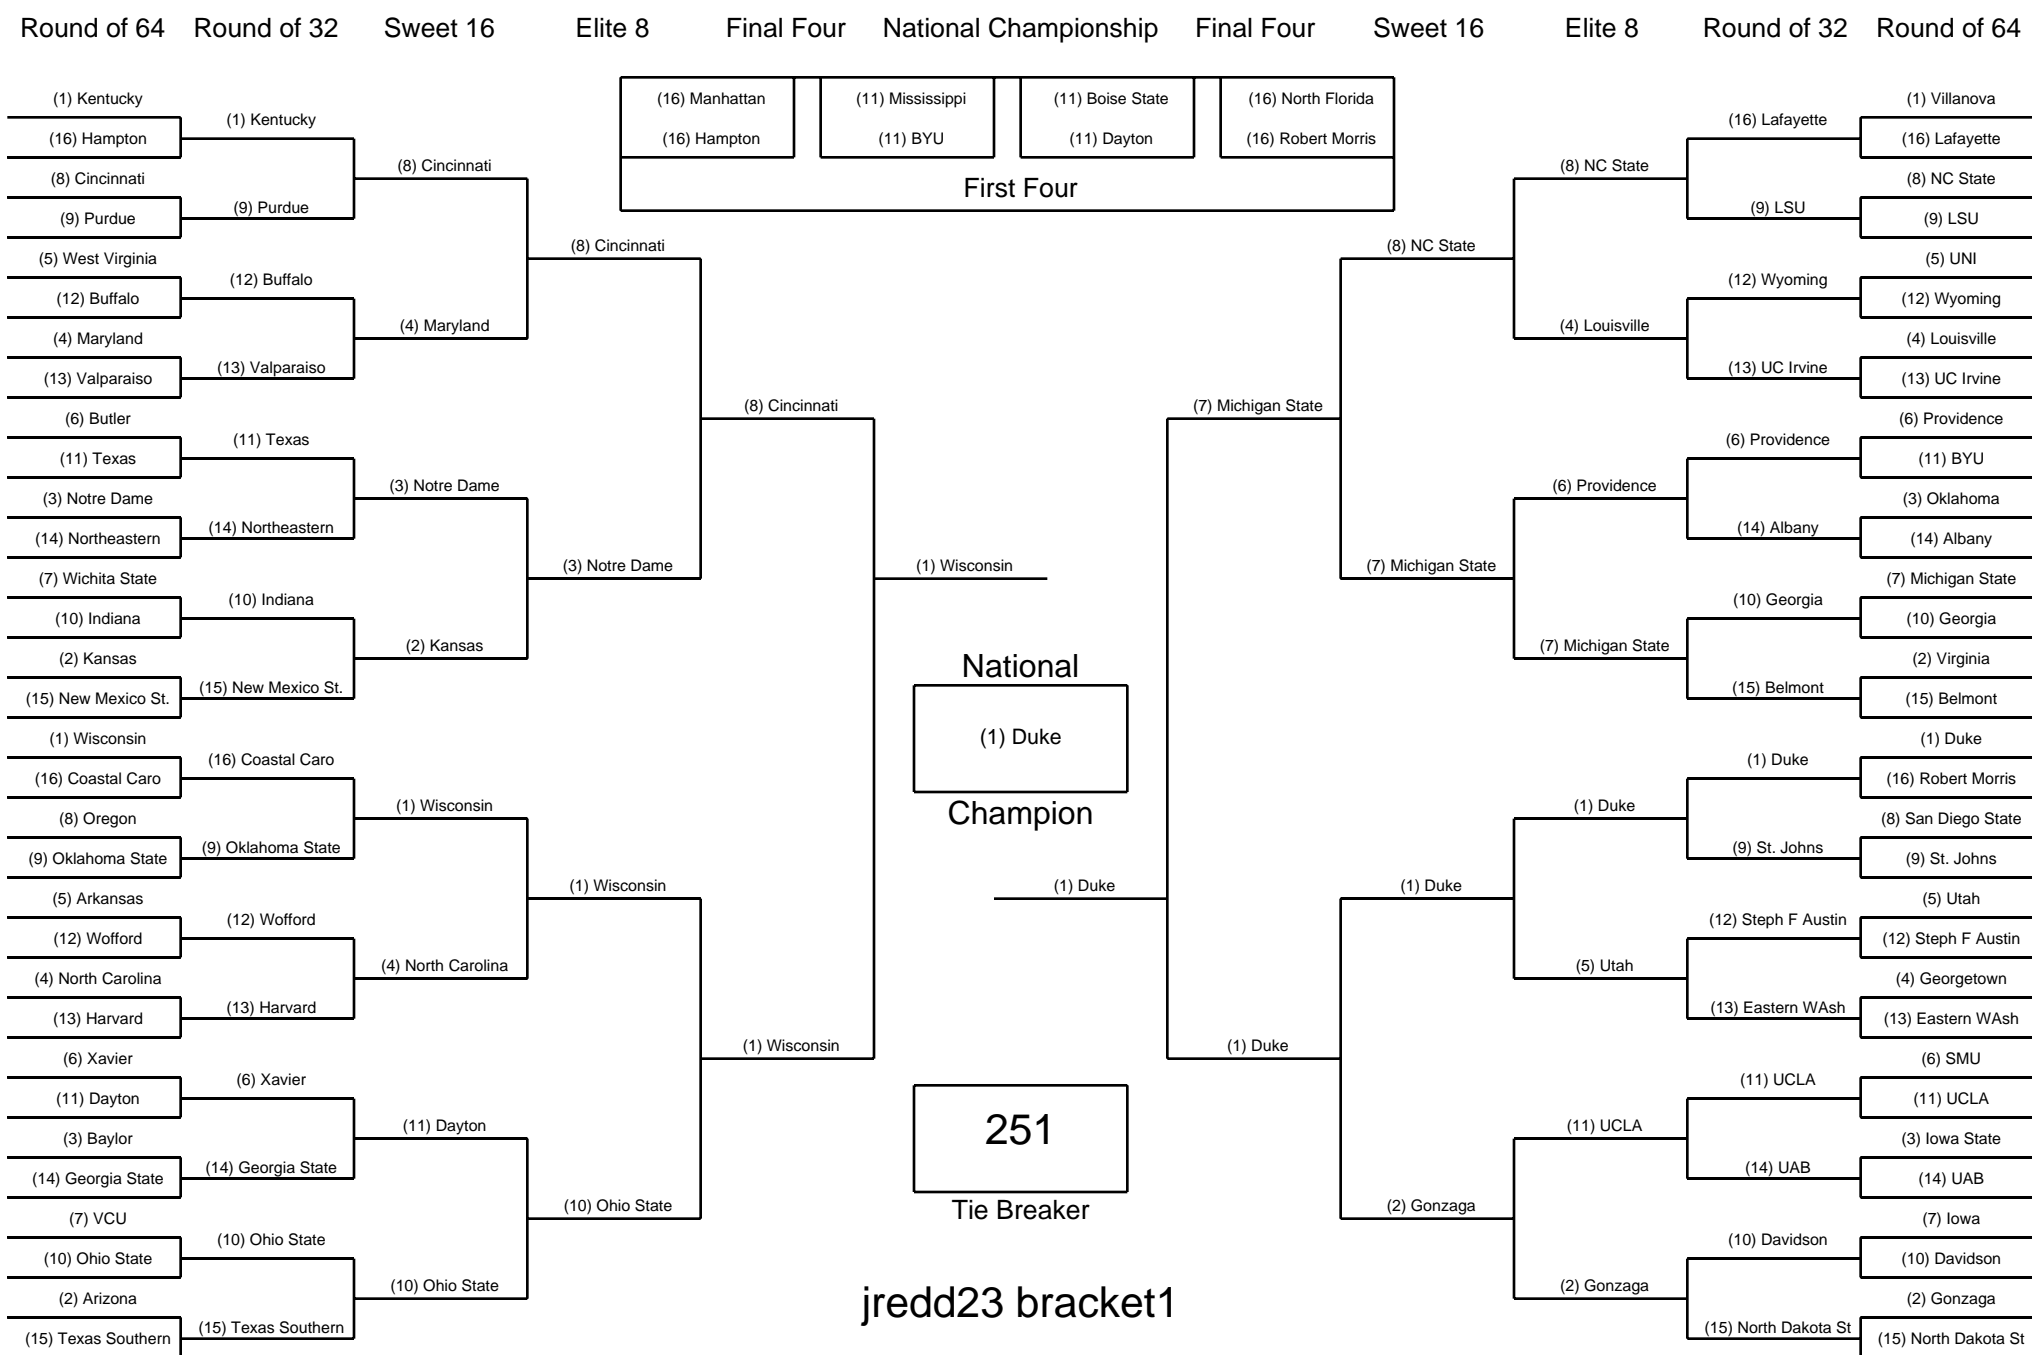 Round of 64 Round of 32 Sweet 16 Elite 8 Final Four National Championship Final Four Sweet 16 Elite 8 Round of 32 Round of 64
(1) Kentucky
(16) Hampton
(8) Cincinnati
(9) Purdue
(5) West Virginia
(12) Buffalo
(4) Maryland
(13) Valparaiso
(6) Butler
(11) Texas
(3) Notre Dame
(14) Northeastern
(7) Wichita State
(10) Indiana
(2) Kansas
(15) New Mexico St.
(1) Wisconsin
(16) Coastal Caro
(8) Oregon
(9) Oklahoma State
(5) Arkansas
(12) Wofford
(4) North Carolina
(13) Harvard
(6) Xavier
(11) Dayton
(3) Baylor
(14) Georgia State
(7) VCU
(10) Ohio State
(2) Arizona
(15) Texas Southern
(1) Kentucky
(9) Purdue
(12) Buffalo
(13) Valparaiso
(11) Texas
(14) Northeastern
(10) Indiana
(15) New Mexico St.
(16) Coastal Caro
(9) Oklahoma State
(12) Wofford
(13) Harvard
(6) Xavier
(14) Georgia State
(10) Ohio State
(15) Texas Southern
(8) Cincinnati
(4) Maryland
(3) Notre Dame
(2) Kansas
(1) Wisconsin
(4) North Carolina
(11) Dayton
(10) Ohio State
(8) Cincinnati
(3) Notre Dame
(1) Wisconsin
(10) Ohio State
(8) Cincinnati
(1) Wisconsin
(16) Manhattan
(16) Hampton
(11) Mississippi
(11) BYU
(11) Boise State
(11) Dayton
(16) North Florida
(16) Robert Morris
First Four
(1) Wisconsin
National
(1) Duke
Champion
(1) Duke
251
Tie Breaker
jredd23 bracket1
(7) Michigan State
(1) Duke
(8) NC State
(7) Michigan State
(1) Duke
(2) Gonzaga
(8) NC State
(4) Louisville
(6) Providence
(7) Michigan State
(1) Duke
(5) Utah
(11) UCLA
(2) Gonzaga
(16) Lafayette
(9) LSU
(12) Wyoming
(13) UC Irvine
(6) Providence
(14) Albany
(10) Georgia
(15) Belmont
(1) Duke
(9) St. Johns
(12) Steph F Austin
(13) Eastern WAsh
(11) UCLA
(14) UAB
(10) Davidson
(15) North Dakota St
(1) Villanova
(16) Lafayette
(8) NC State
(9) LSU
(5) UNI
(12) Wyoming
(4) Louisville
(13) UC Irvine
(6) Providence
(11) BYU
(3) Oklahoma
(14) Albany
(7) Michigan State
(10) Georgia
(2) Virginia
(15) Belmont
(1) Duke
(16) Robert Morris
(8) San Diego State
(9) St. Johns
(5) Utah
(12) Steph F Austin
(4) Georgetown
(13) Eastern WAsh
(6) SMU
(11) UCLA
(3) Iowa State
(14) UAB
(7) Iowa
(10) Davidson
(2) Gonzaga
(15) North Dakota St